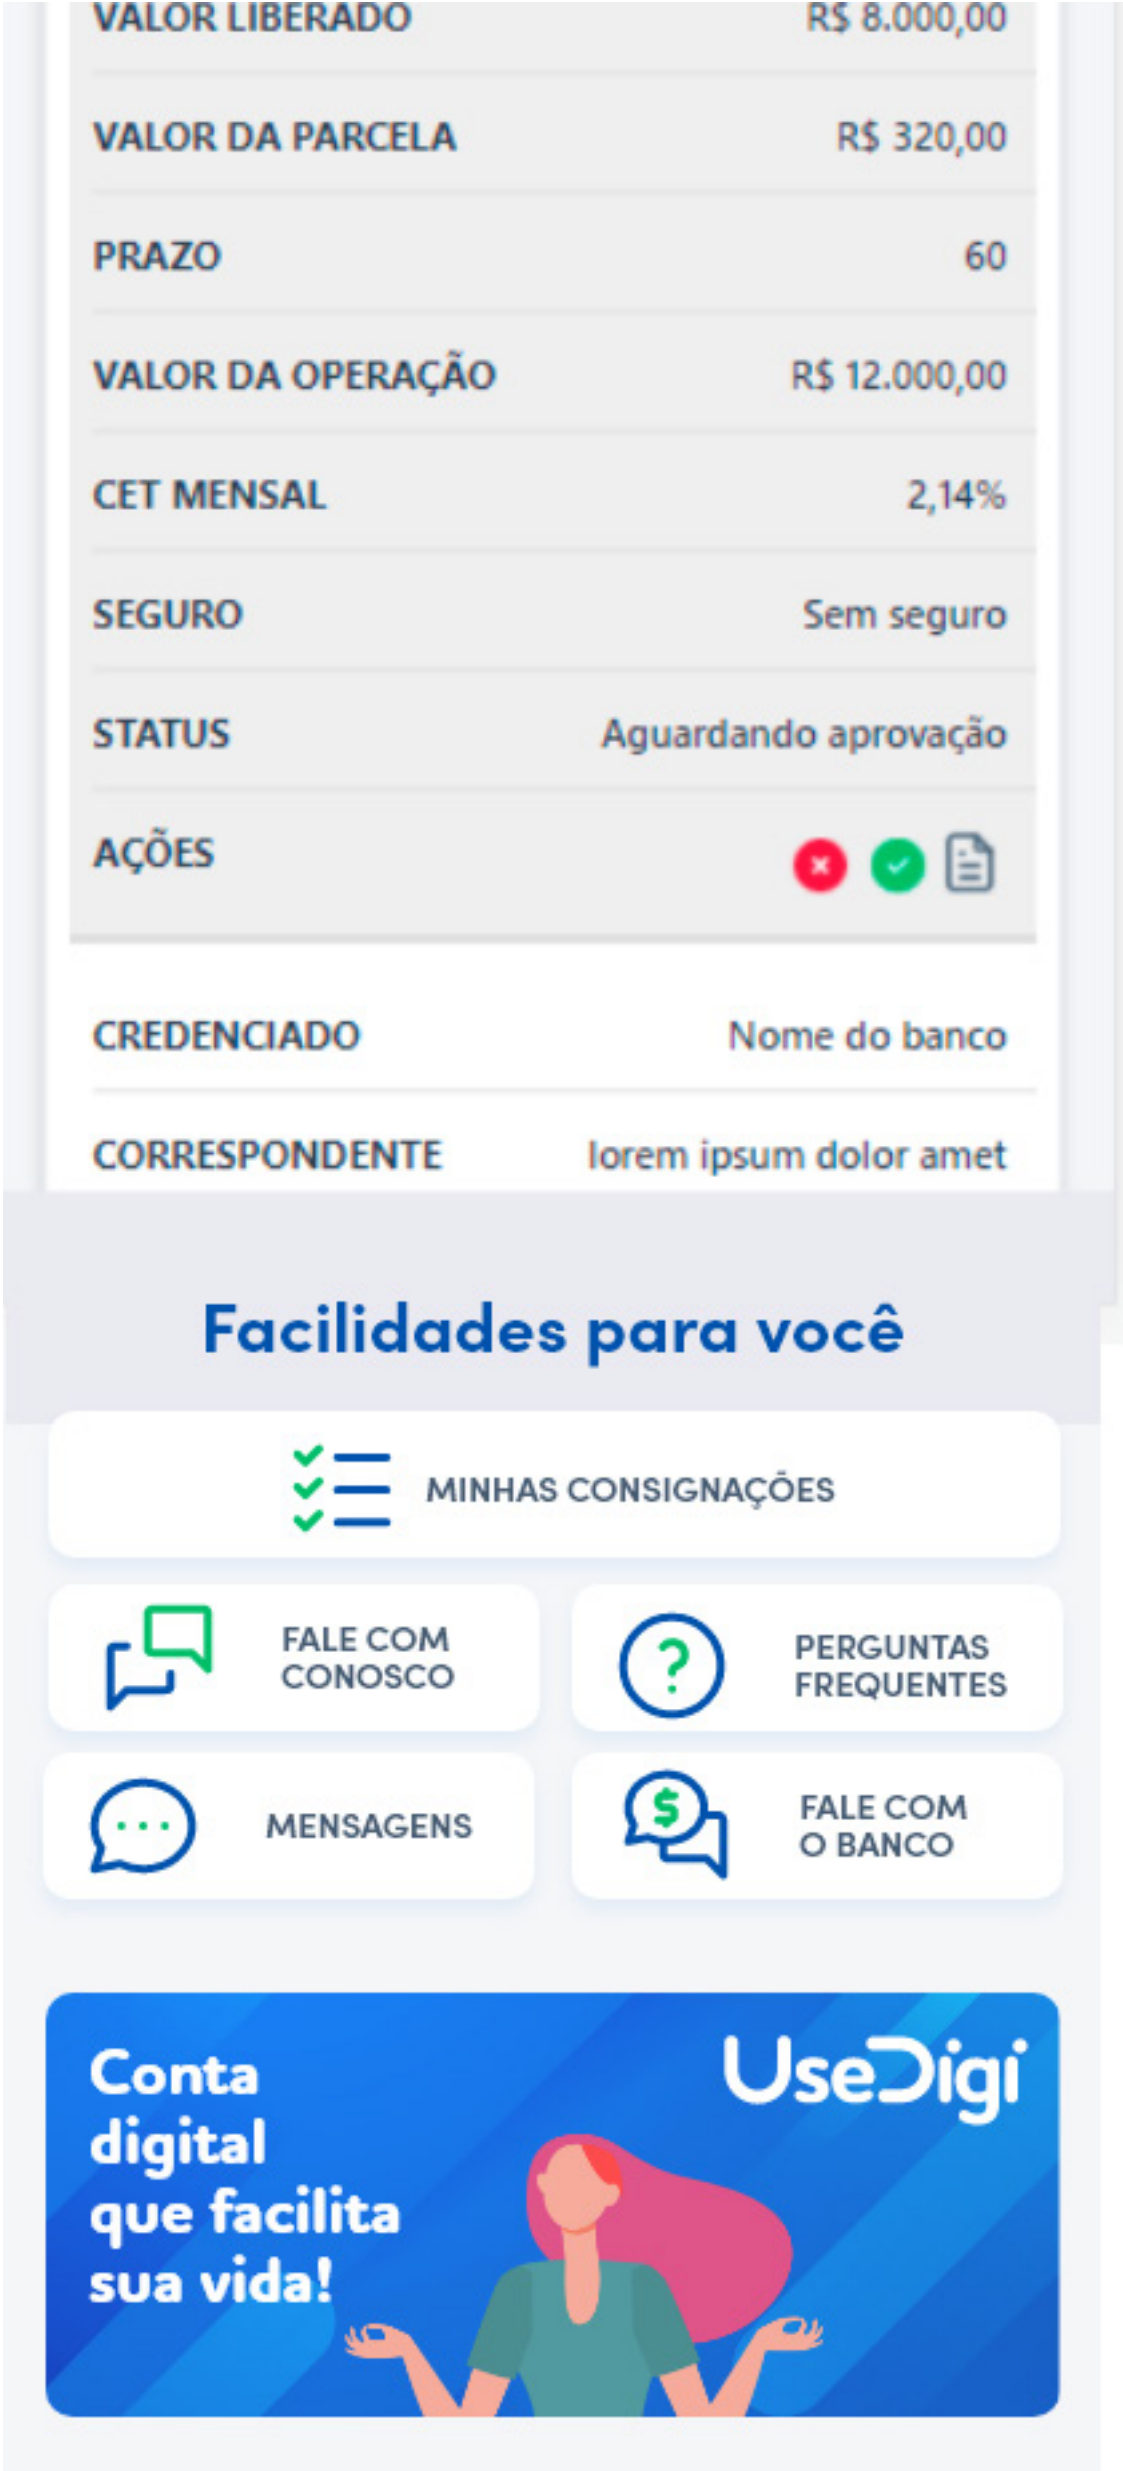 VALOR LIBERADO R$ 8.000,00
VALOR DA PARCELA R$ 320,00
PRAZO 60
VALOR DA OPERAÇÃO R$ 12.000,00
CET MENSAL 2,14%
SEGURO Sem seguro
STATUS Aguardando aprovação
AÇÕES
CREDENCIADO Nome do banco
CORRESPONDENTE lorem ipsum dolor amet
Facilidades para você
MINHAS CONSIGNAÇÕES
FALE COM
CONOSCO
PERGUNTAS
FREQUENTES
MENSAGENS
FALE COM
O BANCO
UseDigi
Conta
digital
que facilita
sua vida!